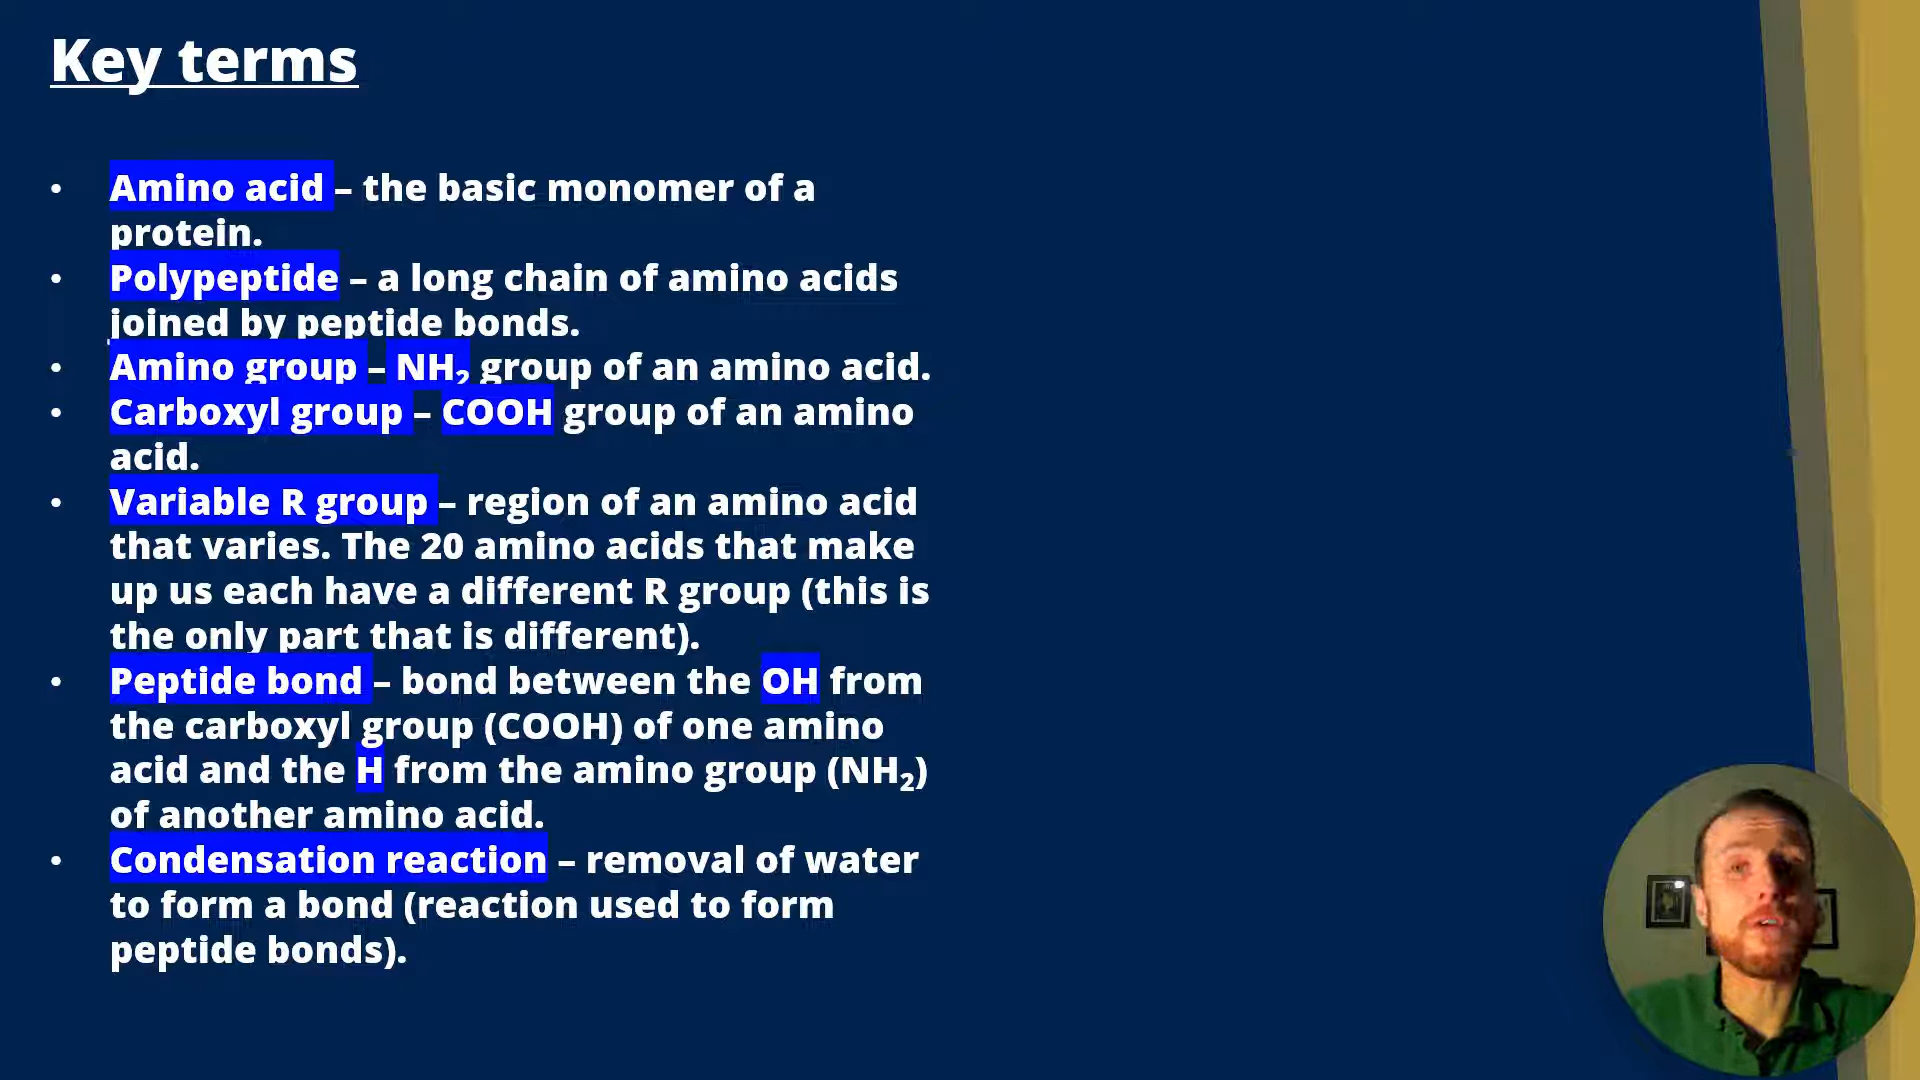 Key terms
• Amino acid – the basic monomer of a
protein.
• Polypeptide – a long chain of amino acids
joined by peptide bonds.
• Amino group – NH₂ group of an amino acid.
• Carboxyl group – COOH group of an amino
acid.
• Variable R group – region of an amino acid
that varies. The 20 amino acids that make
up us each have a different R group (this is
the only part that is different).
• Peptide bond – bond between the OH from
the carboxyl group (COOH) of one amino
acid and the H from the amino group (NH₂)
of another amino acid.
• Condensation reaction – removal of water
to form a bond (reaction used to form
peptide bonds).